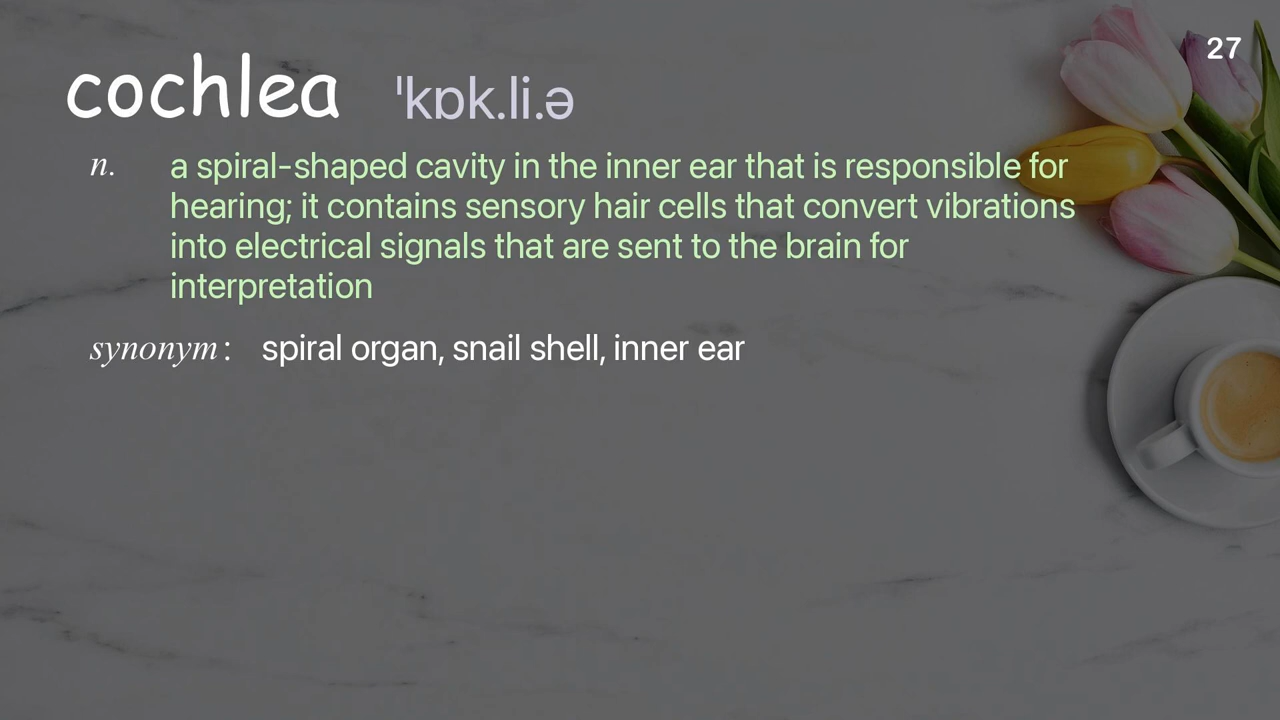 27
cochlea ˈkɒk.li.ə
n. a spiral-shaped cavity in the inner ear that is responsible for
hearing; it contains sensory hair cells that convert vibrations
into electrical signals that are sent to the brain for
interpretation
synonym: spiral organ, snail shell, inner ear